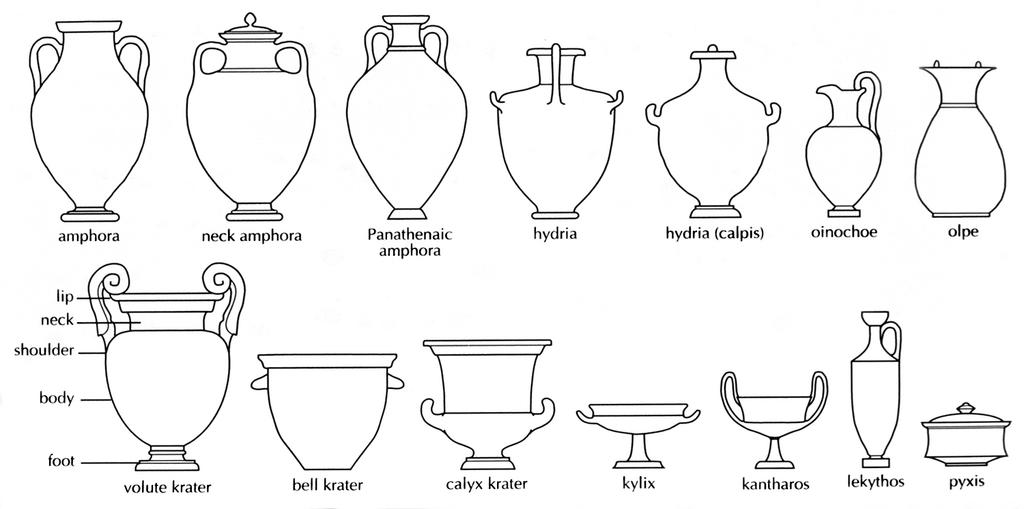 amphora
neck amphora
Panathenaic
amphora
hydria
hydria (calpis)
oinochoe
olpe
lip
neck
shoulder
body
foot
volute krater
bell krater
calyx krater
kylix
kantharos
lekythos
pyxis